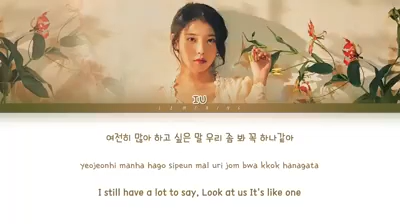 IU
여전히 많아 하고 싶은 말 우리 좀 봐 꼭 하나같아
yeojeonhi manha hago sipeun mal uri jom bwa kkok hanagata
I still have a lot to say, Look at us It's like one